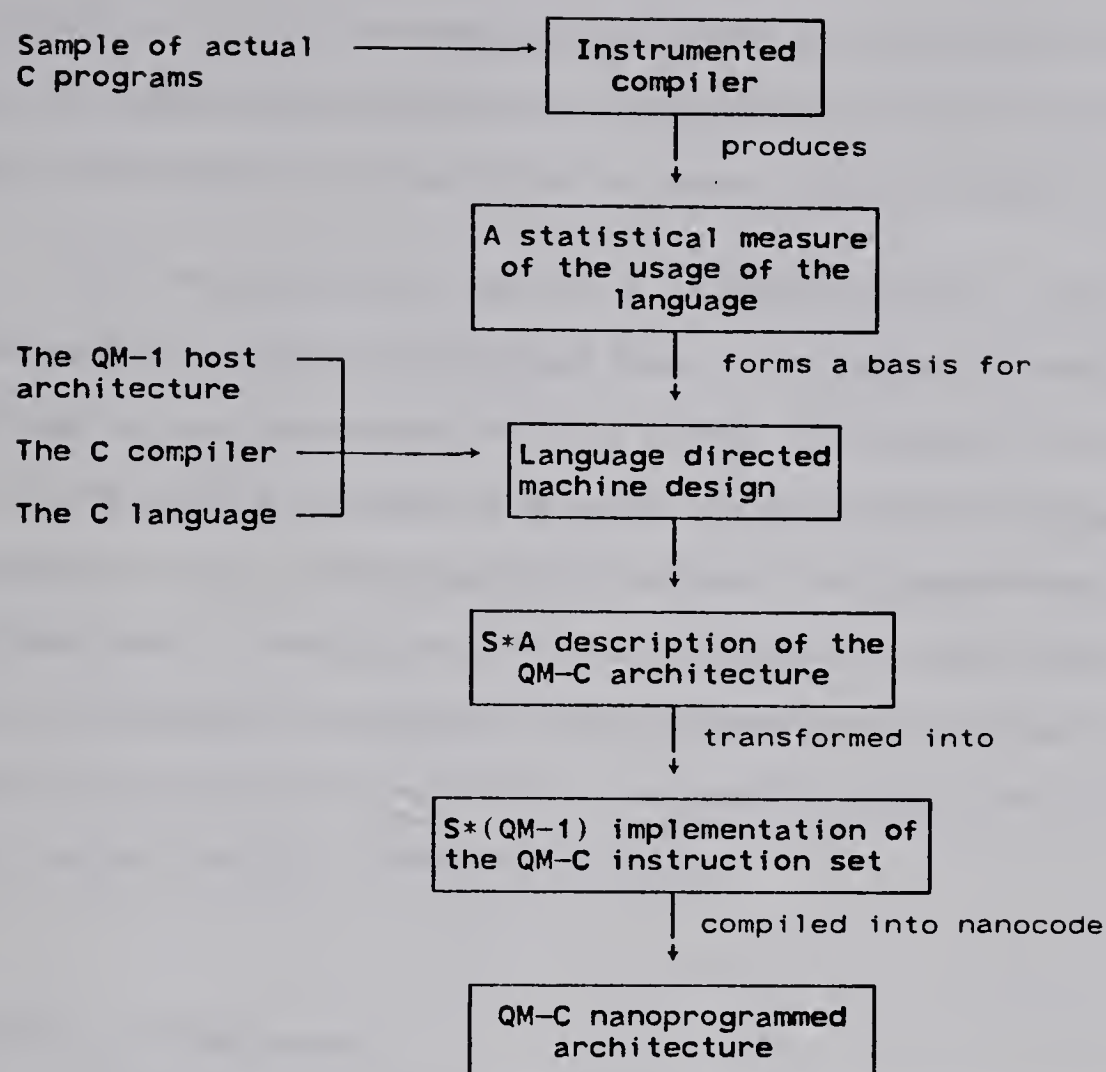 Sample of actual
C programs
Instrumented
compiler
produces
A statistical measure
of the usage of the
language
forms a basis for
The QM-1 host
architecture
The C compiler
The C language
Language directed
machine design
S*A description of the
QM-C architecture
transformed into
S*(QM-1) implementation of
the QM-C instruction set
compiled into nanocode
QM-C nanoprogrammed
architecture